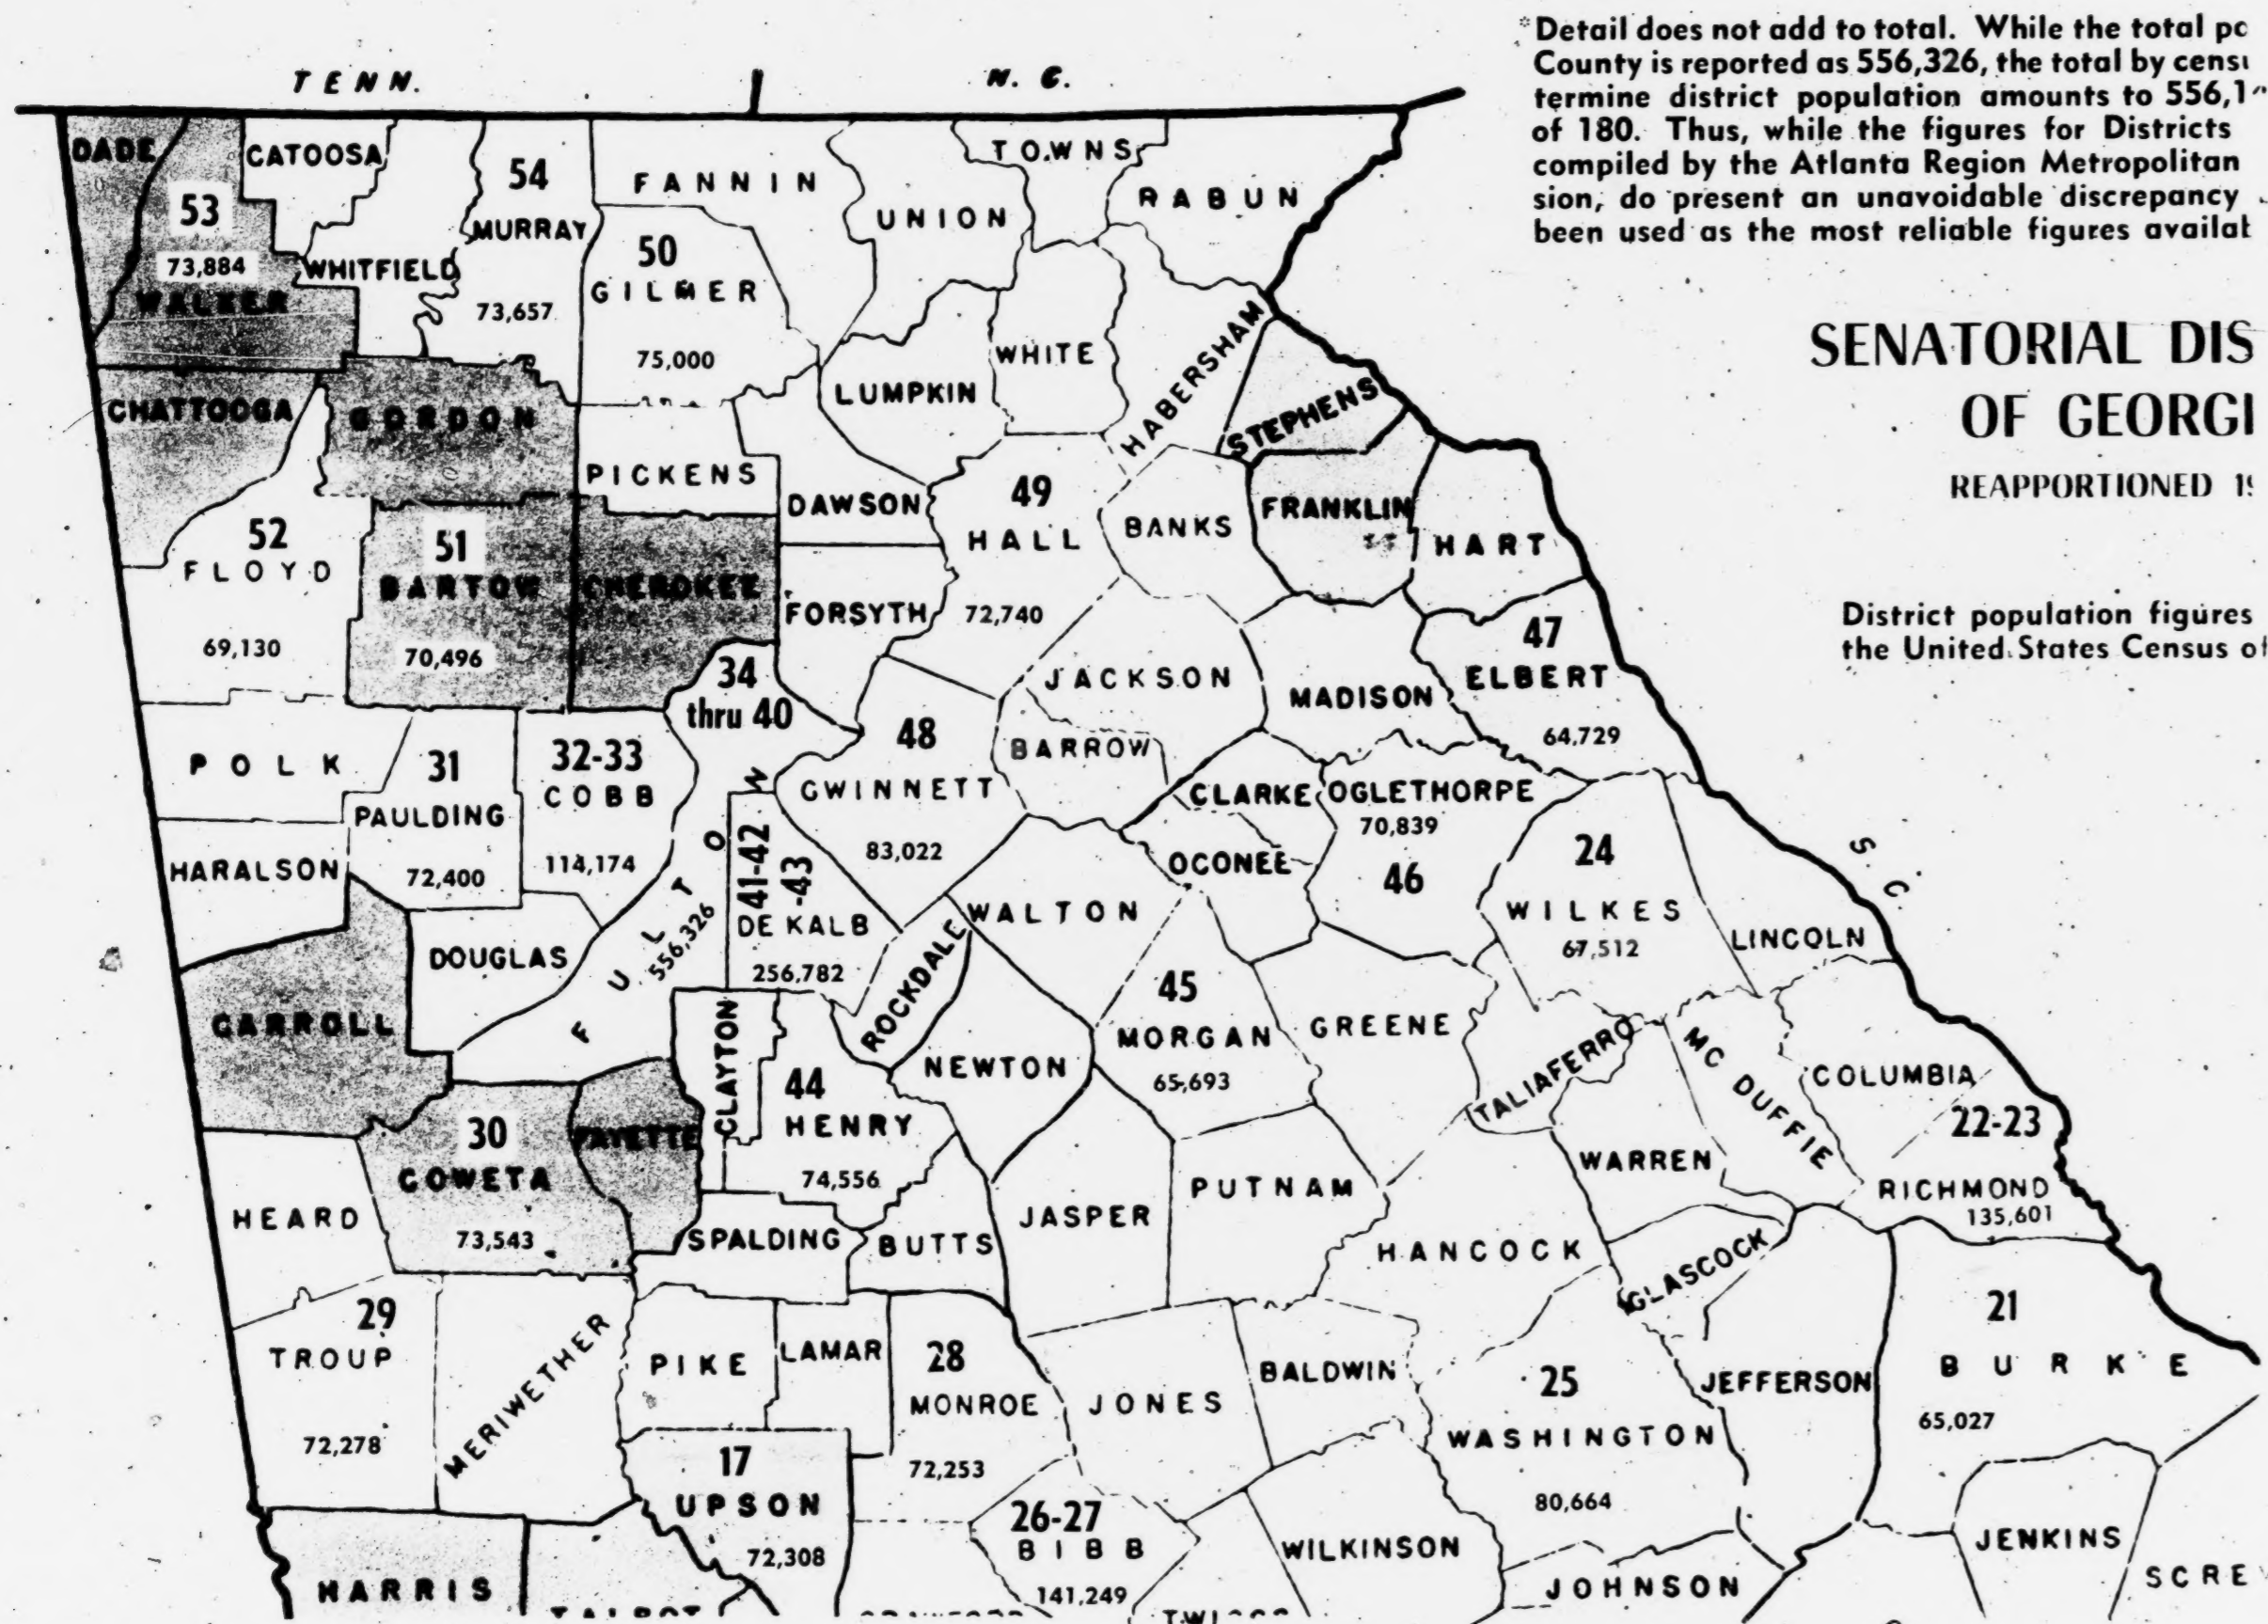 *Detail does not add to total. While the total
County is reported as 556,326, the total by
termine district population amounts to
of 180. Thus, while the figures for Districts
compiled by the Atlanta Region Metropolitan
sion, do present an unavoidable discrepancy
been used as the most reliable figures
TENN.
N. C.
SENATORIAL
OF
REAPPORTIONED
District population figures
the United States Census
DADE
CATOOSA
53
73,884
WALKER
WHITFIELD
54
MURRAY
73,657
FANNIN
50
GILMER
75,000
UNION
TOWNS
RABUN
WHITE
LUMPKIN
HABERSHAM
STEPHENS
CHATTOOGA
GORDON
PICKENS
DAWSON
49
HALL
72,740
BANKS
FRANKLIN
HART
52
FLOYD
69,130
51
BARTOW
70,496
CHEROKEE
FORSYTH
34
thru 40
JACKSON
MADISON
47
ELBERT
64,729
POLK
31
PAULDING
72,400
32-33
COBB
114,174
48
GWINNETT
83,022
BARROW
CLARKE
OGLETHORPE
70,839
46
OCONEE
24
WILKES
67,512
LINCOLN
S. C.
HARALSON
DOUGLAS
FULTON
556,326
41-42
-43
DE KALB
256,782
ROCKDALE
WALTON
CARROLL
CLAYTON
44
HENRY
74,556
NEWTON
45
MORGAN
65,693
GREENE
TALIAFERRO
MC DUFFIE
COLUMBIA
22-23
RICHMOND
135,601
WARREN
30
COWETA
73,543
FAYETTE
HEARD
SPALDING
BUTTS
JASPER
PUTNAM
HANCOCK
GLASCOCK
29
TROUP
72,278
MERIWETHER
PIKE
LAMAR
28
MONROE
72,253
JONES
BALDWIN
25
WASHINGTON
80,664
JEFFERSON
21
BURKE
65,027
17
UPSON
72,308
26-27
BIBB
141,249
WILKINSON
JOHNSON
JENKINS
HARRIS